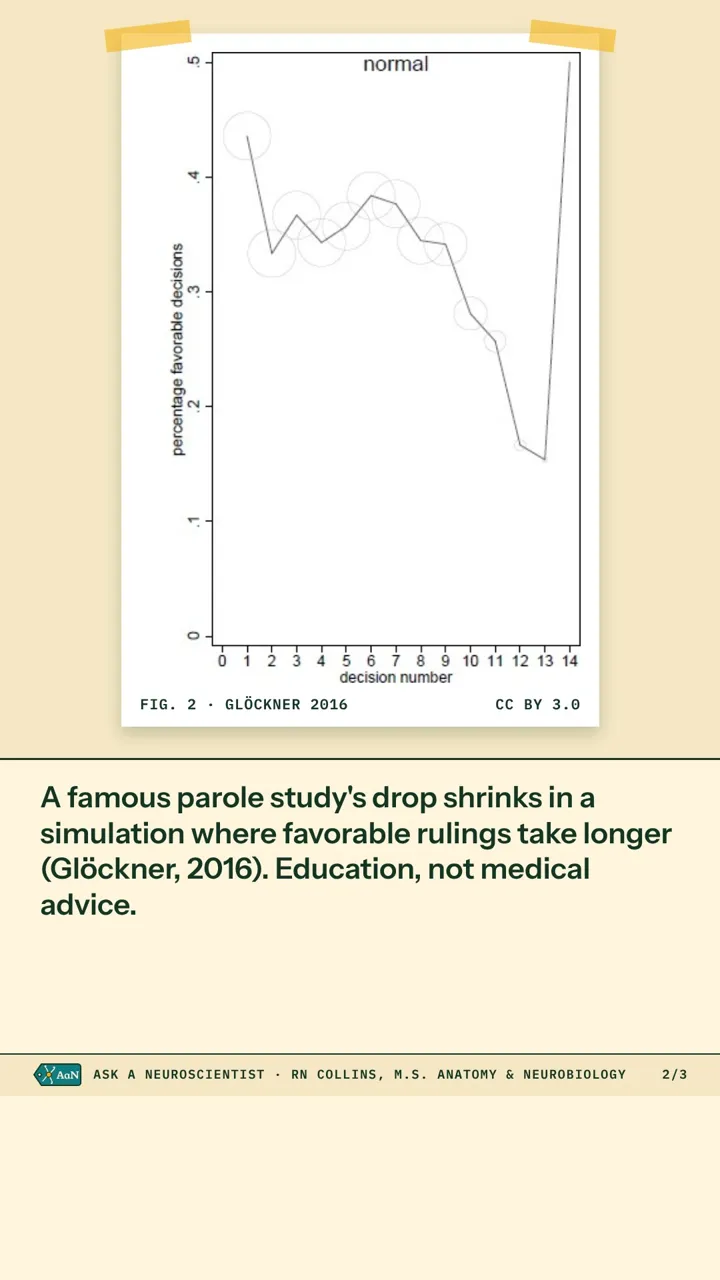 normal
percentage favorable decisions
.5
.4
.3
.2
.1
0
0 1 2 3 4 5 6 7 8 9 10 11 12 13 14
decision number
FIG. 2 · GLÖCKNER 2016 CC BY 3.0
A famous parole study's drop shrinks in a
simulation where favorable rulings take longer
(Glöckner, 2016). Education, not medical
advice.
AaN ASK A NEUROSCIENTIST · RN COLLINS, M.S. ANATOMY & NEUROBIOLOGY 2/3